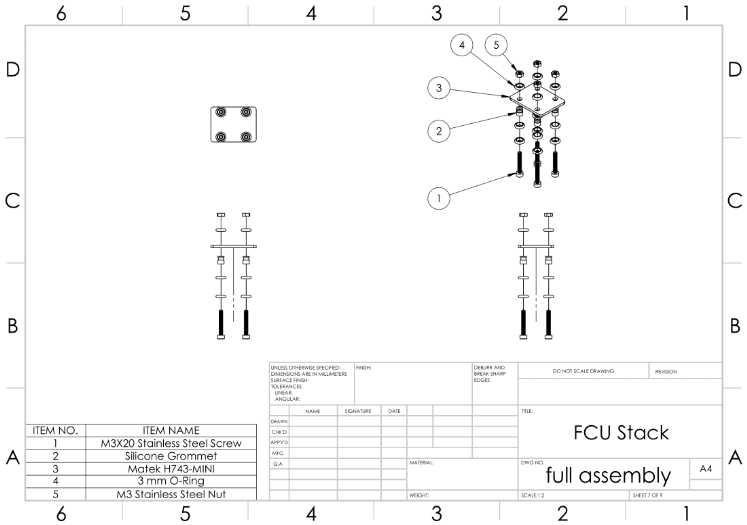 6 5 4 3 2 1
D D
4 5
3
2
C C
1
B B
UNLESS OTHERWISE SPECIFIED:
DIMENSIONS ARE IN MILLIMETERS
SURFACE FINISH:
TOLERANCES:
LINEAR:
ANGULAR:
FINISH:
DEBURR AND
BREAK SHARP
EDGES
DO NOT SCALE DRAWING
REVISION
NAME SIGNATURE DATE
TITLE:
DRAWN
CHK'D
APPV'D
MFG
Q.A
FCU Stack
MATERIAL:
DWG NO.
full assembly
A4
WEIGHT:
SCALE:1:2
SHEET 7 OF 9
ITEM NO. ITEM NAME
1 M3X20 Stainless Steel Screw
2 Silicone Grommet
3 Matek H743-MINI
4 3 mm O-Ring
5 M3 Stainless Steel Nut
A A
6 5 4 3 2 1